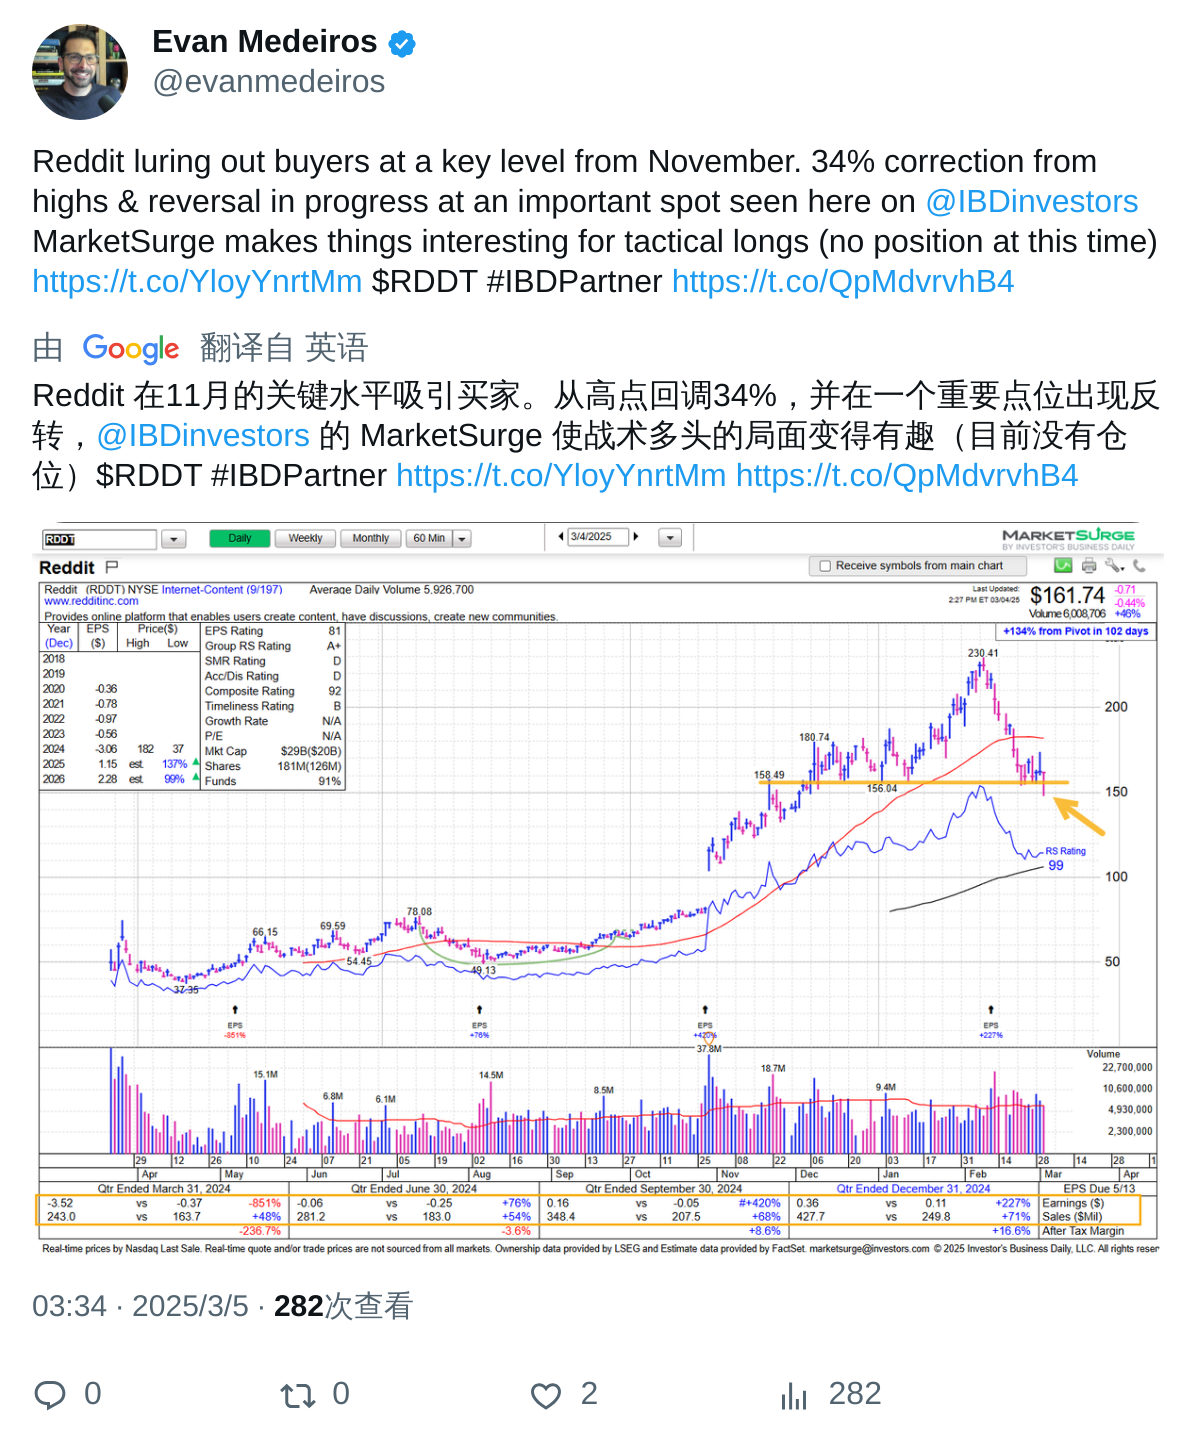 Evan Medeiros
@evanmedeiros
Reddit luring out buyers at a key level from November. 34% correction from
highs & reversal in progress at an important spot seen here on @IBDinvestors
MarketSurge makes things interesting for tactical longs (no position at this time)
https://t.co/YloyYnrtMm $RDDT #IBDPartner https://t.co/QpMdvrvhB4
由 Google 翻译自 英语
Reddit 在11月的关键水平吸引买家。从高点回调34%，并在一个重要点位出现反
转，@IBDinvestors 的 MarketSurge 使战术多头的局面变得有趣（目前没有仓
位）$RDDT #IBDPartner https://t.co/YloyYnrtMm https://t.co/QpMdvrvhB4
RDDT Daily Weekly Monthly 60 Min 3/4/2025 MARKETSURGE
BY INVESTOR'S BUSINESS DAILY
Reddit Receive symbols from main chart
Reddit (RDDT) NYSE Internet-Content (9/197) Average Daily Volume 5,926,700
www.redditinc.com
Provides online platform that enables users create content, have discussions, create new communities.
Last Updated:
2:27 PM ET 03/04/25
$161.74 -0.71
-0.44%
Volume 6,008,706 +46%
+134% from Pivot in 102 days
Year EPS Price($)
(Dec) ($) High Low
2018
2019
2020 -0.36
2021 -0.78
2022 -0.97
2023 -0.56
2024 -3.06 182 37
2025 1.15 est. 137%
2026 2.28 est. 99%
EPS Rating 81
Group RS Rating A+
SMR Rating D
Acc/Dis Rating D
Composite Rating 92
Timeliness Rating B
Growth Rate N/A
P/E N/A
Mkt Cap $29B($20B)
Shares 181M(126M)
Funds 91%
230.41
200
180.74
158.49
156.04
150
RS Rating
99
100
78.08
69.59
66.15
54.45
49.13
50
37.35
EPS EPS EPS EPS
-851% +76% +420% +227%
37.8M
Volume
22,700,000
10,600,000
4,930,000
2,300,000
15.1M 6.8M 6.1M 14.5M 8.5M 18.7M 9.4M
29 12 26 10 24 07 21 05 19 02 16 30 13 27 11 25 08 22 06 20 03 17 31 14 28 14 28 1
Apr May Jun Jul Aug Sep Oct Nov Dec Jan Feb Mar Apr
Qtr Ended March 31, 2024 Qtr Ended June 30, 2024 Qtr Ended September 30, 2024 Qtr Ended December 31, 2024 EPS Due 5/13
-3.52 vs -0.37 -851% -0.06 vs -0.25 +76% 0.16 vs -0.05 #+420% 0.36 vs 0.11 +227% Earnings ($)
243.0 vs 163.7 +48% 281.2 vs 183.0 +54% 348.4 vs 207.5 +68% 427.7 vs 249.8 +71% Sales ($Mil)
-236.7% -3.6% +8.6% +16.6% After Tax Margin
Real-time prices by Nasdaq Last Sale. Real-time quote and/or trade prices are not sourced from all markets. Ownership data provided by LSEG and Estimate data provided by FactSet. marketsurge@investors.com © 2025 Investor's Business Daily, LLC. All rights reser
03:34 · 2025/3/5 · 282次查看
0 0 2 282